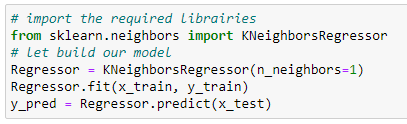 # import the required librairies
from sklearn.neighbors import KNeighborsRegressor
# let build our model
Regressor = KNeighborsRegressor(n_neighbors=1)
Regressor.fit(x_train, y_train)
y_pred = Regressor.predict(x_test)